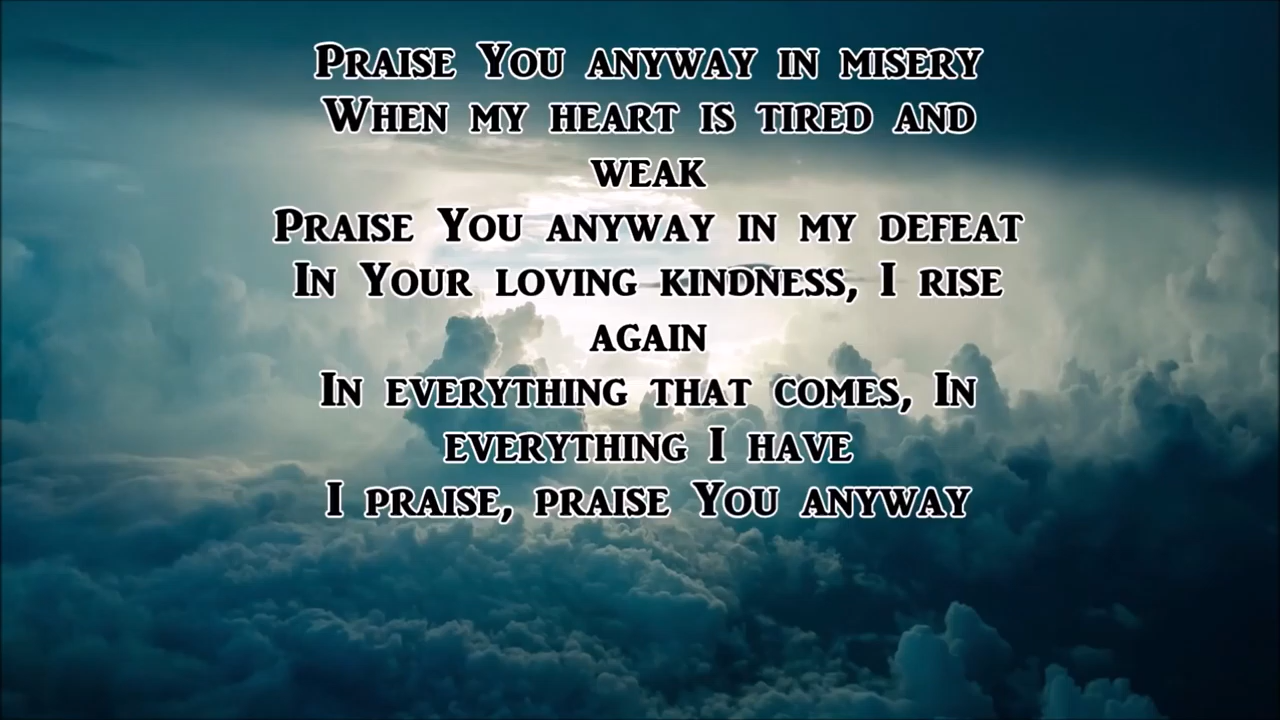 Praise You anyway in misery
When my heart is tired and
weak
Praise You anyway in my defeat
In Your loving kindness, I rise
again
In everything that comes, In
everything I have
I praise, praise You anyway